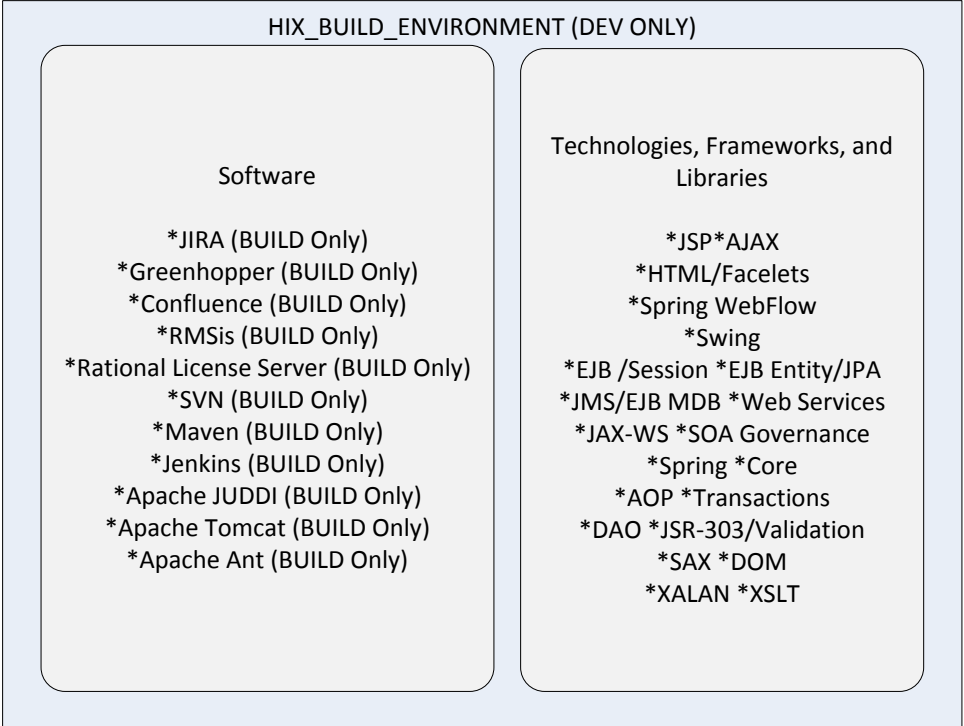 HIX_BUILD_ENVIRONMENT (DEV ONLY)
Software
*JIRA (BUILD Only)
*Greenhopper (BUILD Only)
*Confluence (BUILD Only)
*RMSis (BUILD Only)
*Rational License Server (BUILD Only)
*SVN (BUILD Only)
*Maven (BUILD Only)
*Jenkins (BUILD Only)
*Apache JUDDI (BUILD Only)
*Apache Tomcat (BUILD Only)
*Apache Ant (BUILD Only)
Technologies, Frameworks, and
Libraries
*JSP*AJAX
*HTML/Facelets
*Spring WebFlow
*Swing
*EJB /Session *EJB Entity/JPA
*JMS/EJB MDB *Web Services
*JAX-WS *SOA Governance
*Spring *Core
*AOP *Transactions
*DAO *JSR-303/Validation
*SAX *DOM
*XALAN *XSLT